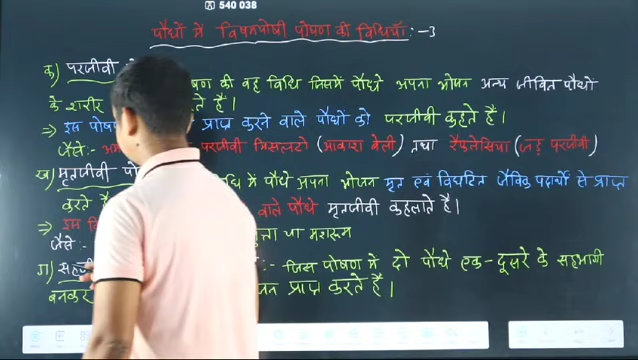 540 038
पौधों में विषमपोषी पोषण की विधियाँ :-3
क) परजीवी पोषण की वह विधि जिसमें पौधे अपना भोजन अन्य जीवित पौधों
के शरीर ते हैं।
⇒ इस पोष प्राप्त करने वाले पौधों को परजीवी कहते हैं।
जैसे :- अम परजीवी मिसलटो (आकाश बेली) तथा रैफ्लेसिया (जड़ परजीवी)
ख) मृतजीवी पो धि में पौधे अपना भोजन मृत एवं विघटित जैविक पदार्थो से प्राप्त
करते है वाले पौधे मृतजीवी कहलाते है।
⇒ इस
जैसे :- त्ता या मशरूम
ग) सहजी :- जिस पोषण मे दो पौधे एक-दूसरे के सहभागी
बनकर जन प्राप्त करते हैं।